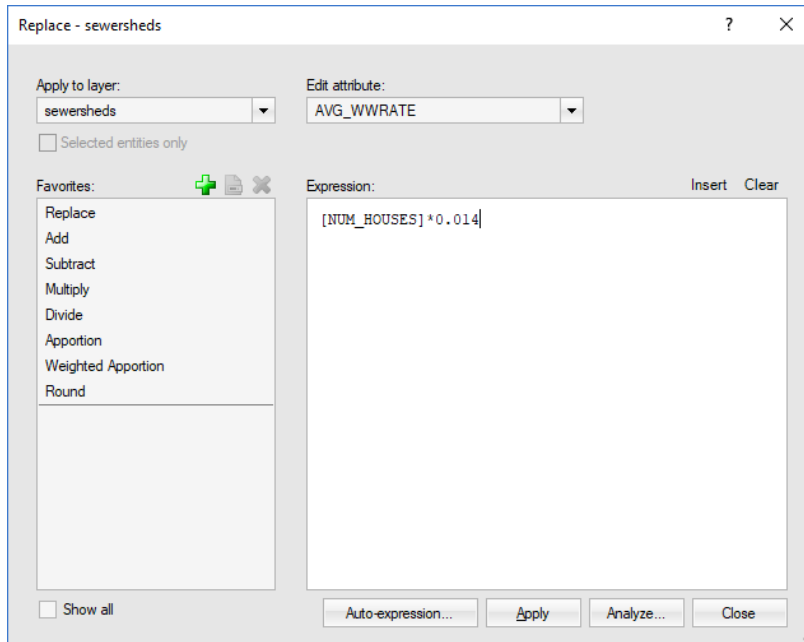 Replace - sewersheds
?
Apply to layer:
Edit attribute:
sewersheds
AVG_WWRATE
Selected entities only
Favorites:
Expression:
Insert Clear
Replace
[NUM_HOUSES]*0.014
Add
Subtract
Multiply
Divide
Apportion
Weighted Apportion
Round
Show all
Auto-expression...
Apply
Analyze...
Close